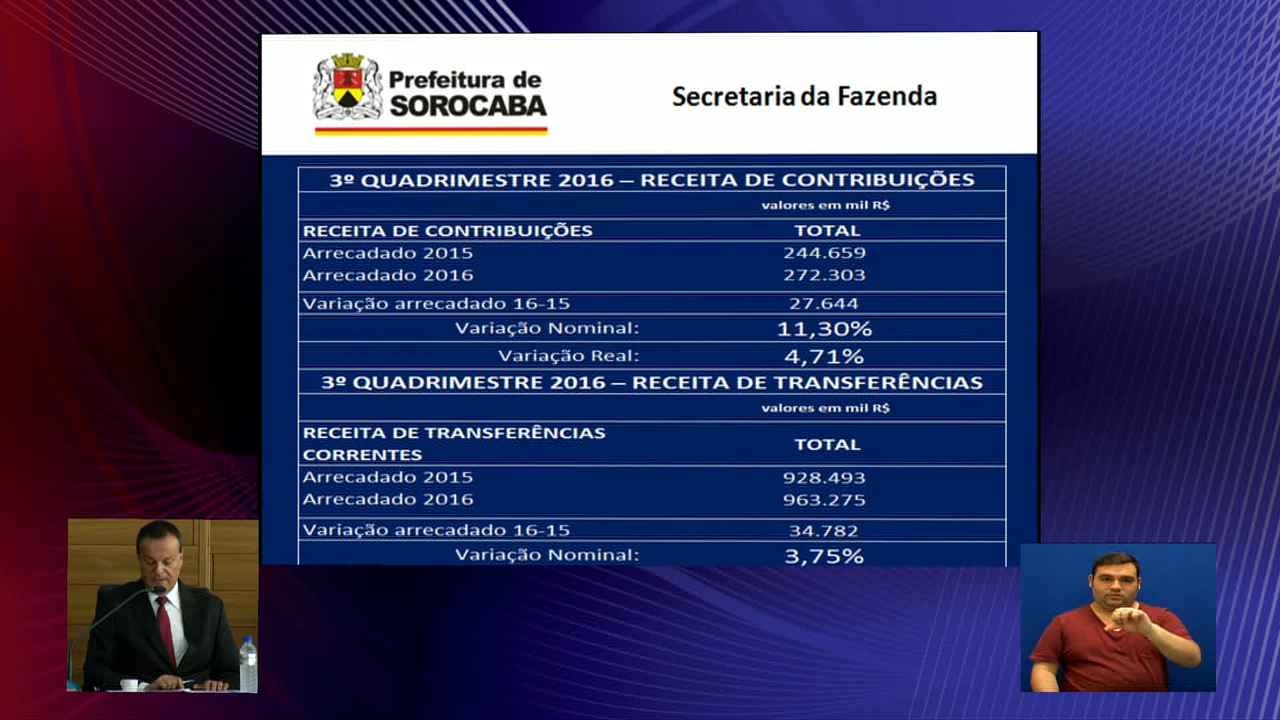 Prefeitura de
SOROCABA
Secretaria da Fazenda
3º QUADRIMESTRE 2016 – RECEITA DE CONTRIBUIÇÕES
valores em mil R$
RECEITA DE CONTRIBUIÇÕES TOTAL
Arrecadado 2015 244.659
Arrecadado 2016 272.303
Variação arrecadado 16-15 27.644
Variação Nominal: 11,30%
Variação Real: 4,71%
3º QUADRIMESTRE 2016 – RECEITA DE TRANSFERÊNCIAS
valores em mil R$
RECEITA DE TRANSFERÊNCIAS
CORRENTES TOTAL
Arrecadado 2015 928.493
Arrecadado 2016 963.275
Variação arrecadado 16-15 34.782
Variação Nominal: 3,75%